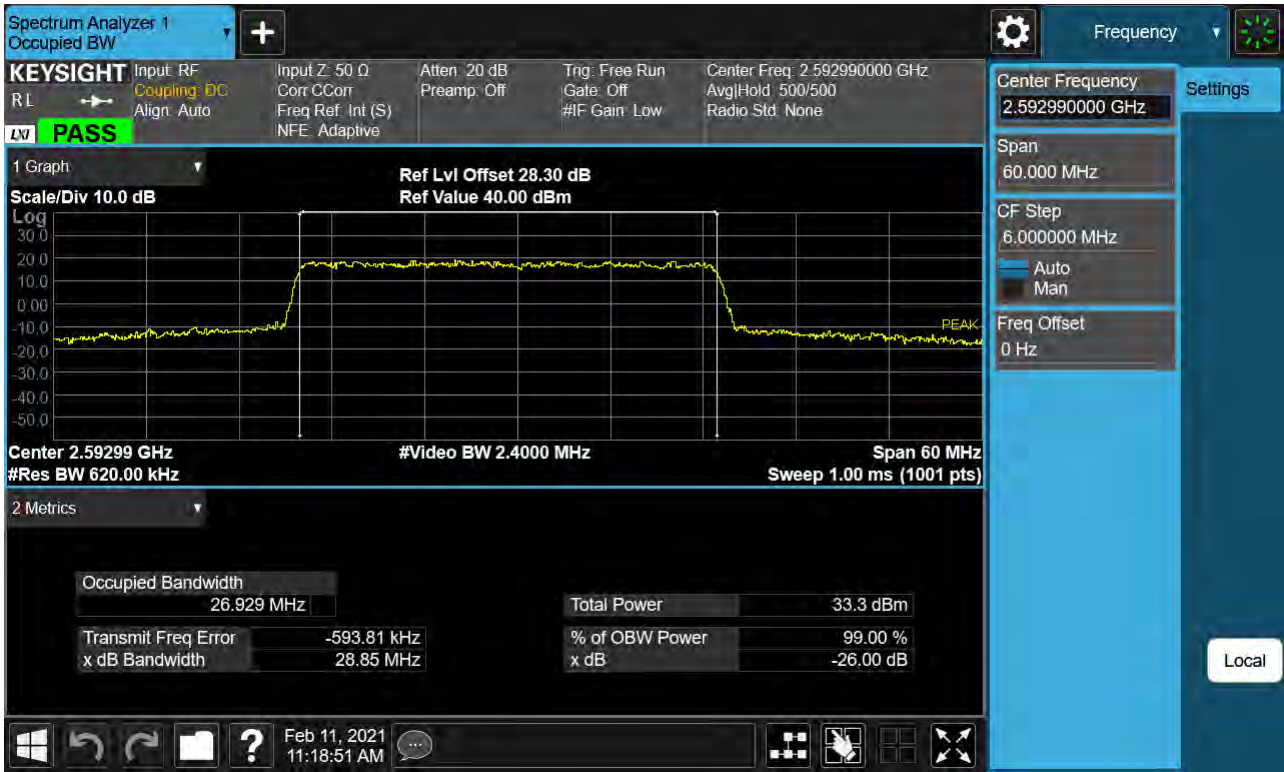 Spectrum Analyzer 1
Occupied BW
+
Frequency
KEYSIGHT
R L
LXI
PASS
Input: RF
Coupling: DC
Align: Auto
Input Z: 50 Ω
Corr CCorr
Freq Ref: Int (S)
NFE: Adaptive
Atten: 20 dB
Preamp: Off
Trig: Free Run
Gate: Off
#IF Gain: Low
Center Freq: 2.592990000 GHz
Avg|Hold: 500/500
Radio Std: None
Center Frequency
2.592990000 GHz
Settings
Span
60.000 MHz
CF Step
6.000000 MHz
Auto
Man
Freq Offset
0 Hz
1 Graph
Scale/Div 10.0 dB
Ref Lvl Offset 28.30 dB
Ref Value 40.00 dBm
Log
30.0
20.0
10.0
0.00
-10.0
-20.0
-30.0
-40.0
-50.0
PEAK
Center 2.59299 GHz
#Video BW 2.4000 MHz
Span 60 MHz
#Res BW 620.00 kHz
Sweep 1.00 ms (1001 pts)
2 Metrics
Occupied Bandwidth
26.929 MHz
Total Power 33.3 dBm
Transmit Freq Error -593.81 kHz
% of OBW Power 99.00 %
x dB Bandwidth 28.85 MHz
x dB -26.00 dB
Local
?
Feb 11, 2021
11:18:51 AM